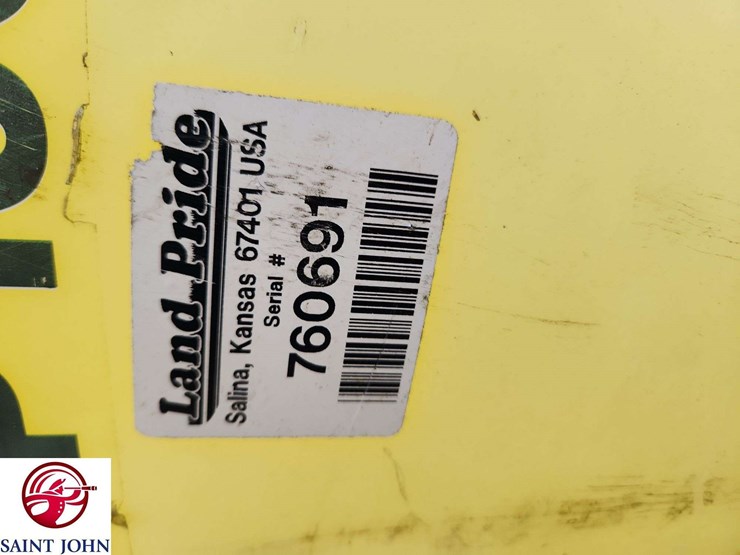 Land Pride
Salina, Kansas 67401 USA
Serial #
760691
SAINT JOHN